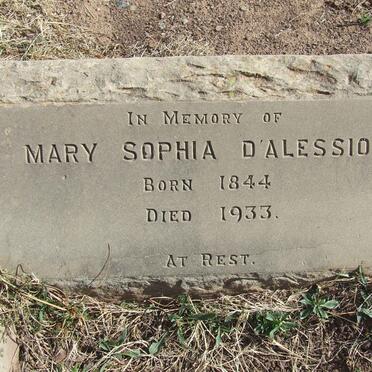 In Memory of
MARY SOPHIA D'ALESSIO
Born 1844
Died 1933.
At Rest.